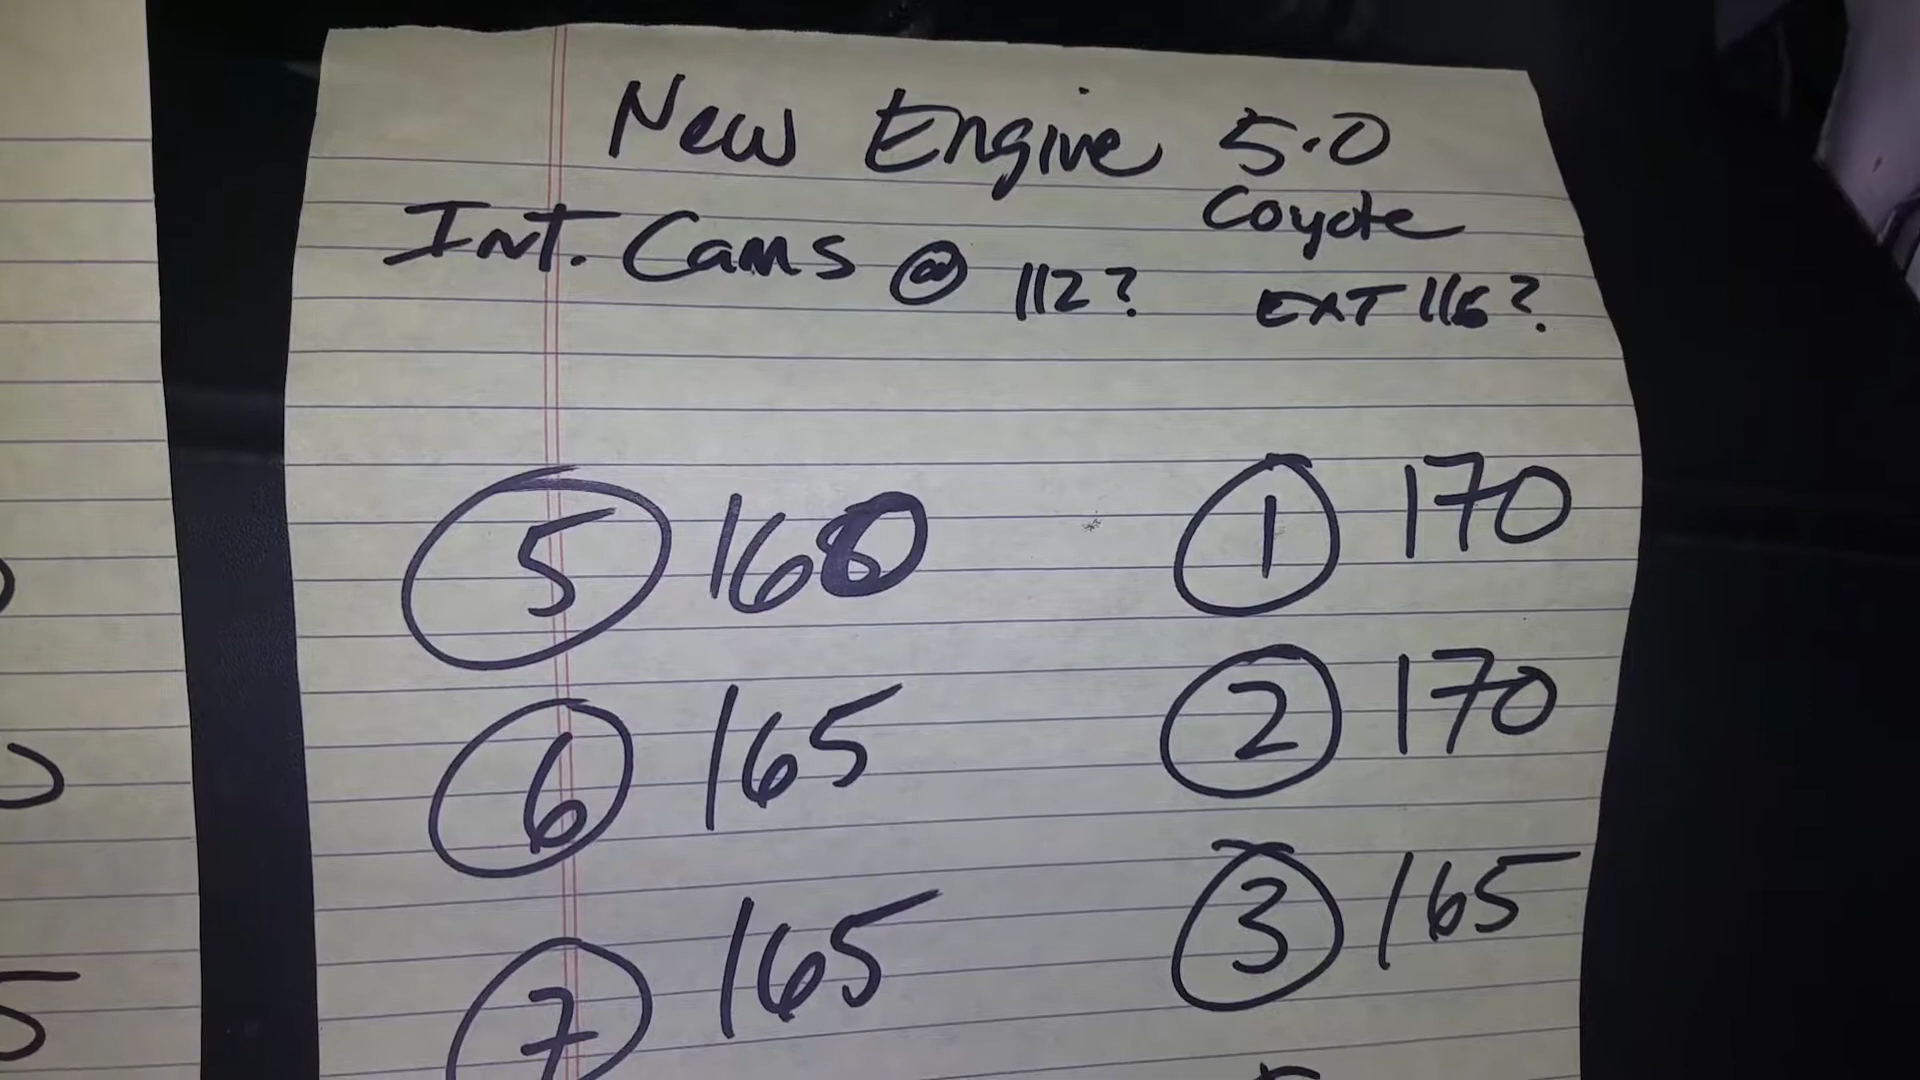 New Engine 5.0
Coyote
Int. Cams @ 112? EXT 116?
5 160 1 170
6 165 2 170
7 165 3 165